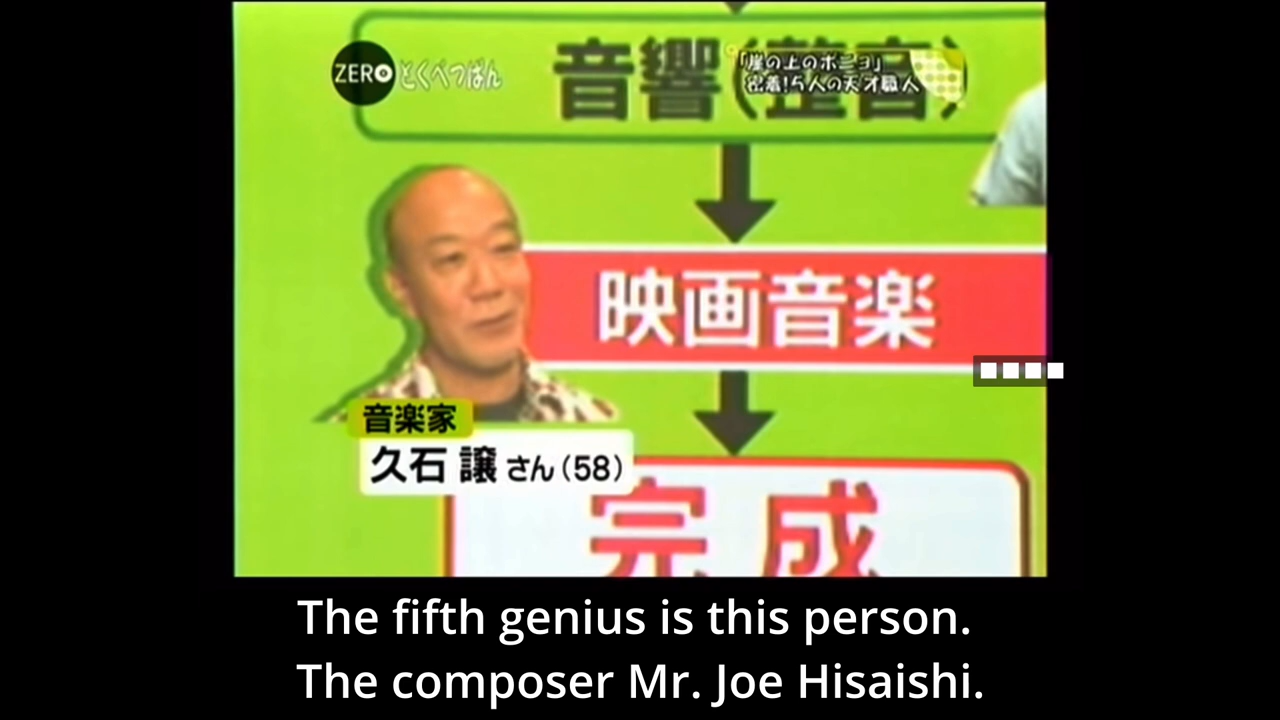 音響(整音)
ZERO とくべつばん
「崖の上のポニョ」
密着!5人の天才職人
映画音楽
音楽家
久石 譲 さん(58)
完成
The fifth genius is this person.
The composer Mr. Joe Hisaishi.